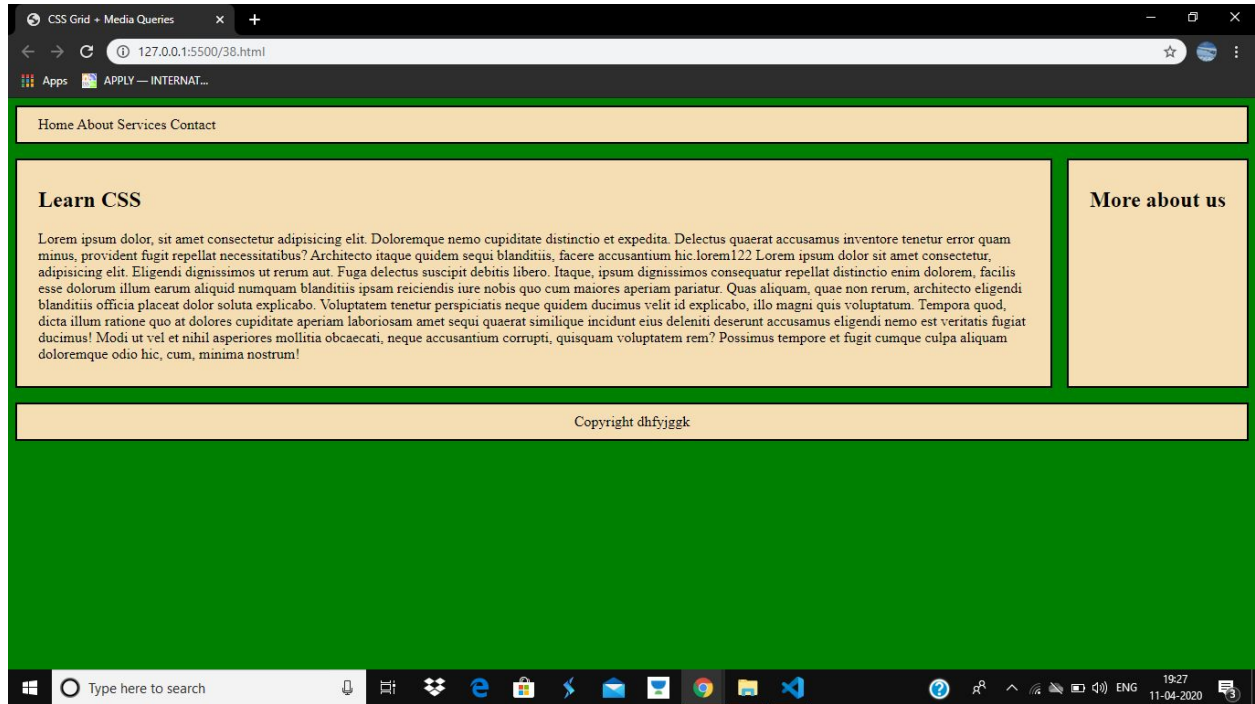 CSS Grid + Media Queries
127.0.0.1:5500/38.html
Apps APPLY — INTERNAT...
Home About Services Contact
Learn CSS
Lorem ipsum dolor, sit amet consectetur adipisicing elit. Doloremque nemo cupiditate distinctio et expedita. Delectus quaerat accusamus inventore tenetur error quam
minus, provident fugit repellat necessitatibus? Architecto itaque quidem sequi blanditiis, facere accusantium hic.lorem122 Lorem ipsum dolor sit amet consectetur,
adipisicing elit. Eligendi dignissimos ut rerum aut. Fuga delectus suscipit debitis libero. Itaque, ipsum dignissimos consequatur repellat distinctio enim dolorem, facilis
esse dolorum illum earum aliquid numquam blanditiis ipsam reiciendis iure nobis quo cum maiores aperiam pariatur. Quas aliquam, quae non rerum, architecto eligendi
blanditiis officia placeat dolor soluta explicabo. Voluptatem tenetur perspiciatis neque quidem ducimus velit id explicabo, illo magni quis voluptatum. Tempora quod,
dicta illum ratione quo at dolores cupiditate aperiam laboriosam amet sequi quaerat similique incidunt eius deleniti deserunt accusamus eligendi nemo est veritatis fugiat
ducimus! Modi ut vel et nihil asperiores mollitia obcaecati, neque accusantium corrupti, quisquam voluptatem rem? Possimus tempore et fugit cumque culpa aliquam
doloremque odio hic, cum, minima nostrum!
More about us
Copyright dhfyjggk
Type here to search
ENG
19:27
11-04-2020
3